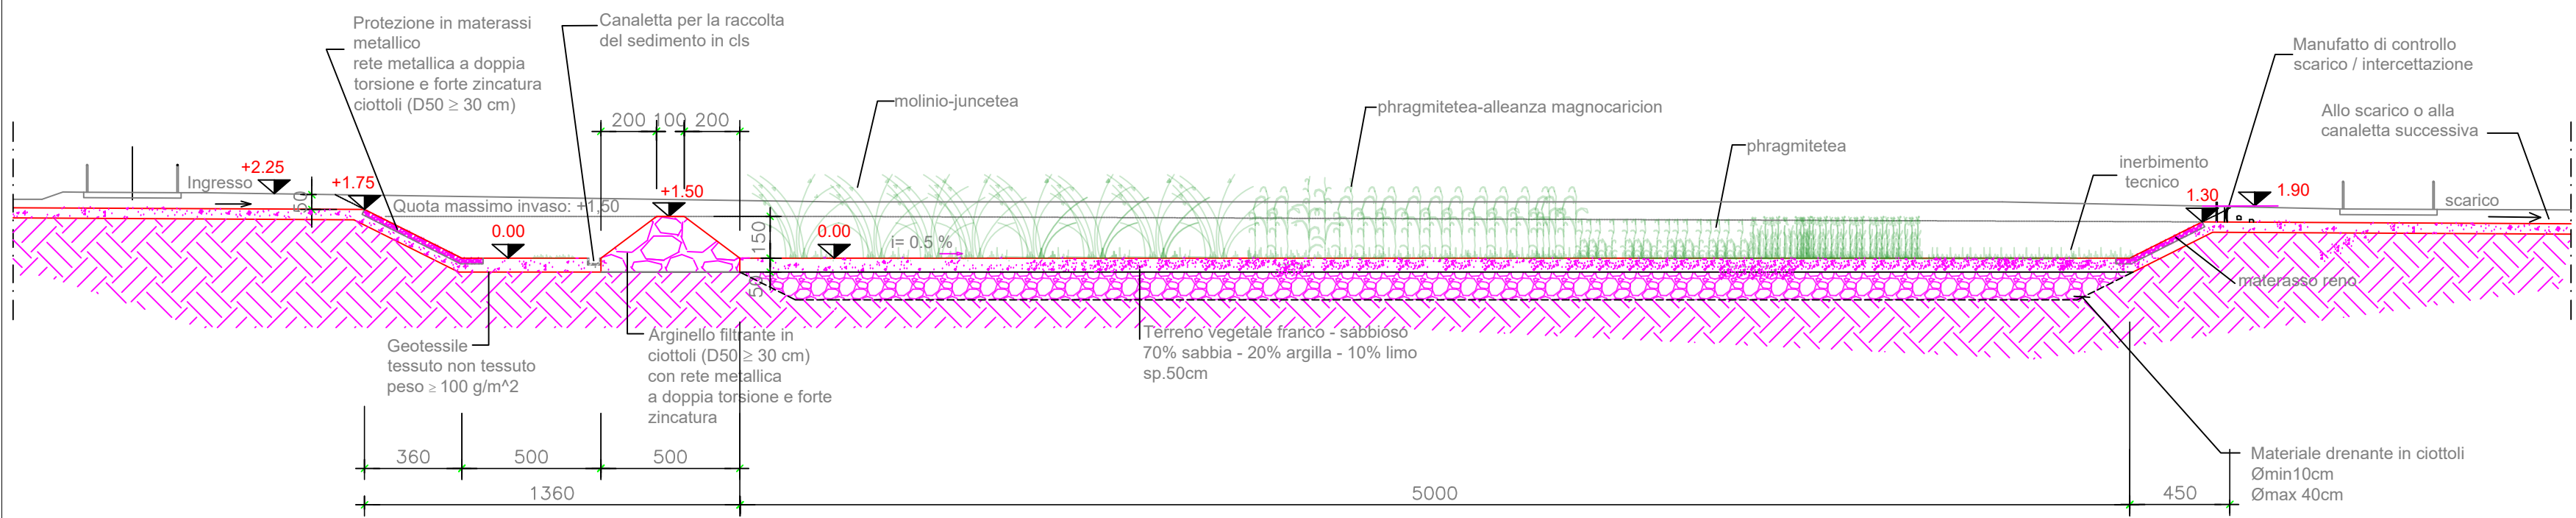 Protezione in materassi
metallico
rete metallica a doppia
torsione e forte zincatura
ciottoli (D50 ≥ 30 cm)
Canaletta per la raccolta
del sedimento in cls
molinio-juncetea
phragmitetea-alleanza magnocaricion
phragmitetea
Manufatto di controllo
scarico / intercettazione
Allo scarico o alla
canaletta successiva
inerbimento
tecnico
200 100 200
+2.25
Ingresso
50
+1.75
Quota massimo invaso: +1,50
+1.50
0.00
0.00
150
i= 0.5 %
50
1.30
1.90
scarico
materasso reno
Geotessile
tessuto non tessuto
peso ≥ 100 g/m^2
Arginello filtrante in
ciottoli (D50 ≥ 30 cm)
con rete metallica
a doppia torsione e forte
zincatura
Terreno vegetale franco - sabbioso
70% sabbia - 20% argilla - 10% limo
sp.50cm
Materiale drenante in ciottoli
Ømin10cm
Ømax 40cm
360 500 500
1360 5000 450